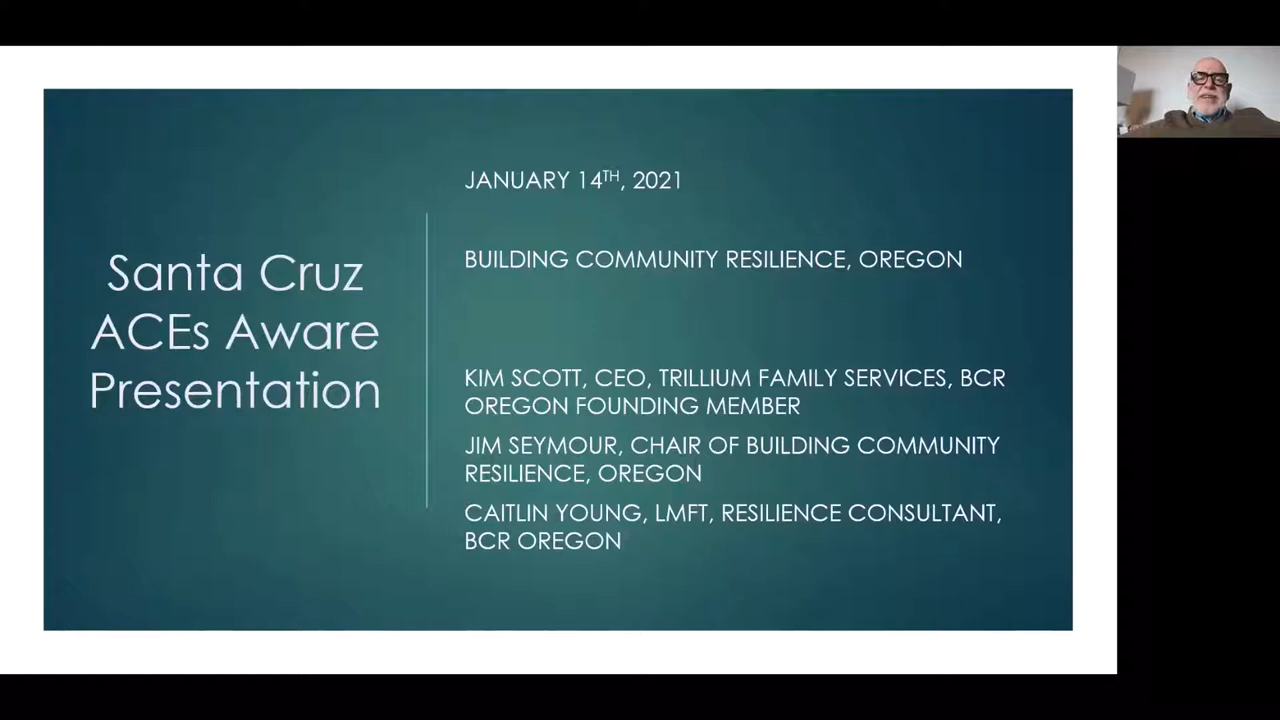 Santa Cruz
ACEs Aware
Presentation
JANUARY 14TH, 2021
BUILDING COMMUNITY RESILIENCE, OREGON
KIM SCOTT, CEO, TRILLIUM FAMILY SERVICES, BCR
OREGON FOUNDING MEMBER
JIM SEYMOUR, CHAIR OF BUILDING COMMUNITY
RESILIENCE, OREGON
CAITLIN YOUNG, LMFT, RESILIENCE CONSULTANT,
BCR OREGON